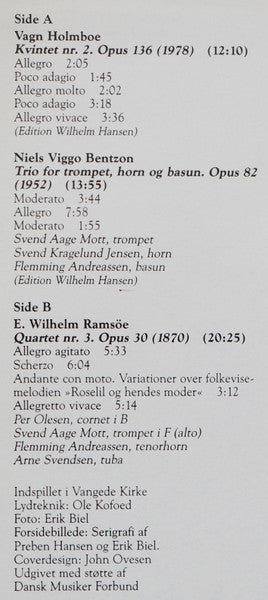 Side A
Vagn Holmboe
Kvintet nr. 2. Opus 136 (1978) (12:10)
Allegro 2:05
Poco adagio 1:45
Allegro molto 2:02
Poco adagio 3:18
Allegro vivace 3:36
(Edition Wilhelm Hansen)
Niels Viggo Bentzon
Trio for trompet, horn og basun. Opus 82
(1952) (13:55)
Moderato 3:44
Allegro 7:58
Moderato 1:55
Svend Aage Mott, trompet
Svend Kragelund Jensen, horn
Flemming Andreassen, basun
(Edition Wilhelm Hansen)
Side B
E. Wilhelm Ramsöe
Quartet nr. 3. Opus 30 (1870) (20:25)
Allegro agitato 5:33
Scherzo 6:04
Andante con moto. Variationer over folkevise-
melodien »Roselil og hendes moder« 3:12
Allegretto vivace 5:14
Per Olesen, cornet i B
Svend Aage Mott, trompet i F (alto)
Flemming Andreassen, renorhorn
Arne Svendsen, tuba
Indspillet i Vangede Kirke
Lydteknik: Ole Kofoed
Foto: Erik Biel
Forsidebillede: Serigrafi af
Preben Hansen og Erik Biel.
Coverdesign: John Ovesen
Udgivet med støtte af
Dansk Musiker Forbund